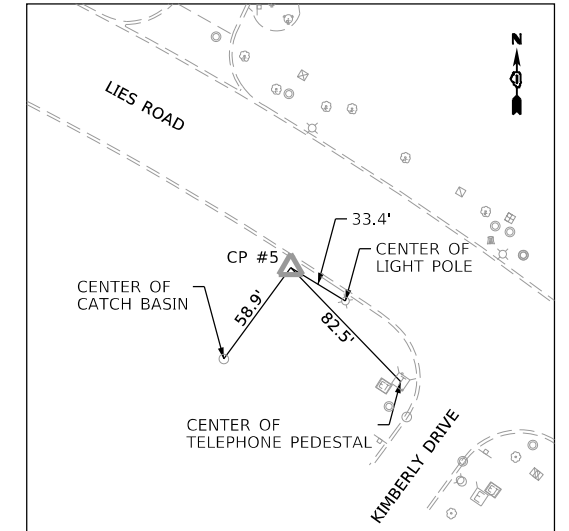 N
LIES ROAD
33.4'
CP #5
CENTER OF
LIGHT POLE
CENTER OF
CATCH BASIN
58.9'
82.5'
CENTER OF
TELEPHONE PEDESTAL
KIMBERLY DRIVE